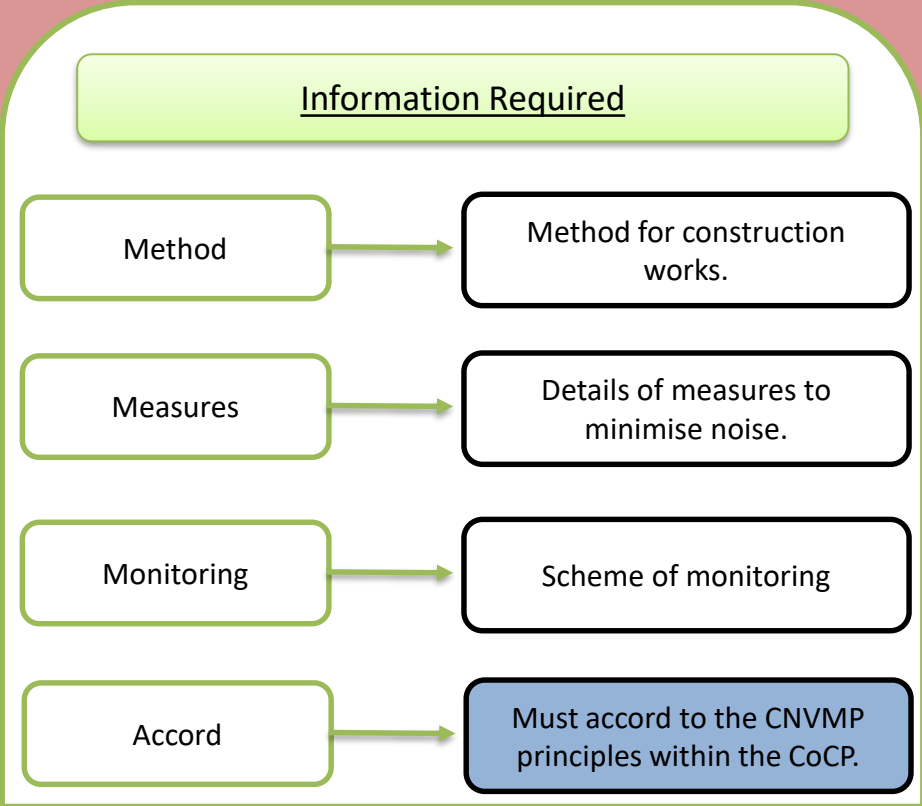 Information Required
Method
Method for construction
works.
Measures
Details of measures to
minimise noise.
Monitoring
Scheme of monitoring
Accord
Must accord to the CNVMP
principles within the CoCP.